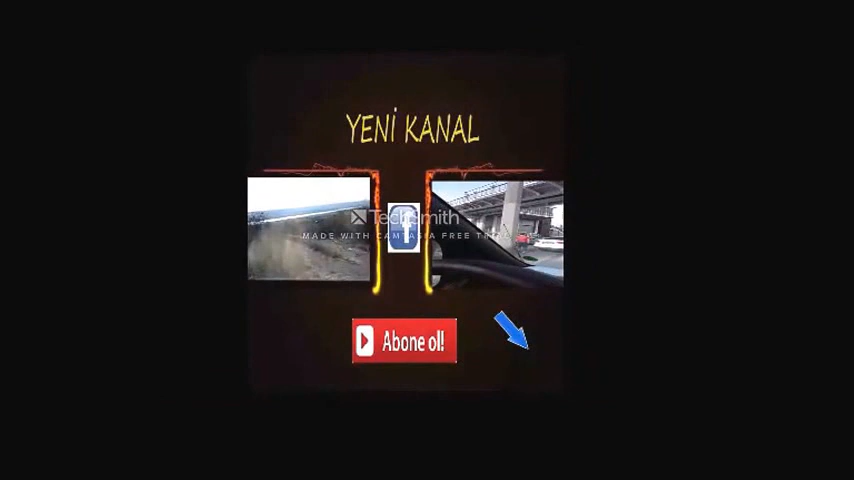 YENİ KANAL
TechSmith
MADE WITH CAMTASIA FREE TRIAL
f
Abone ol!